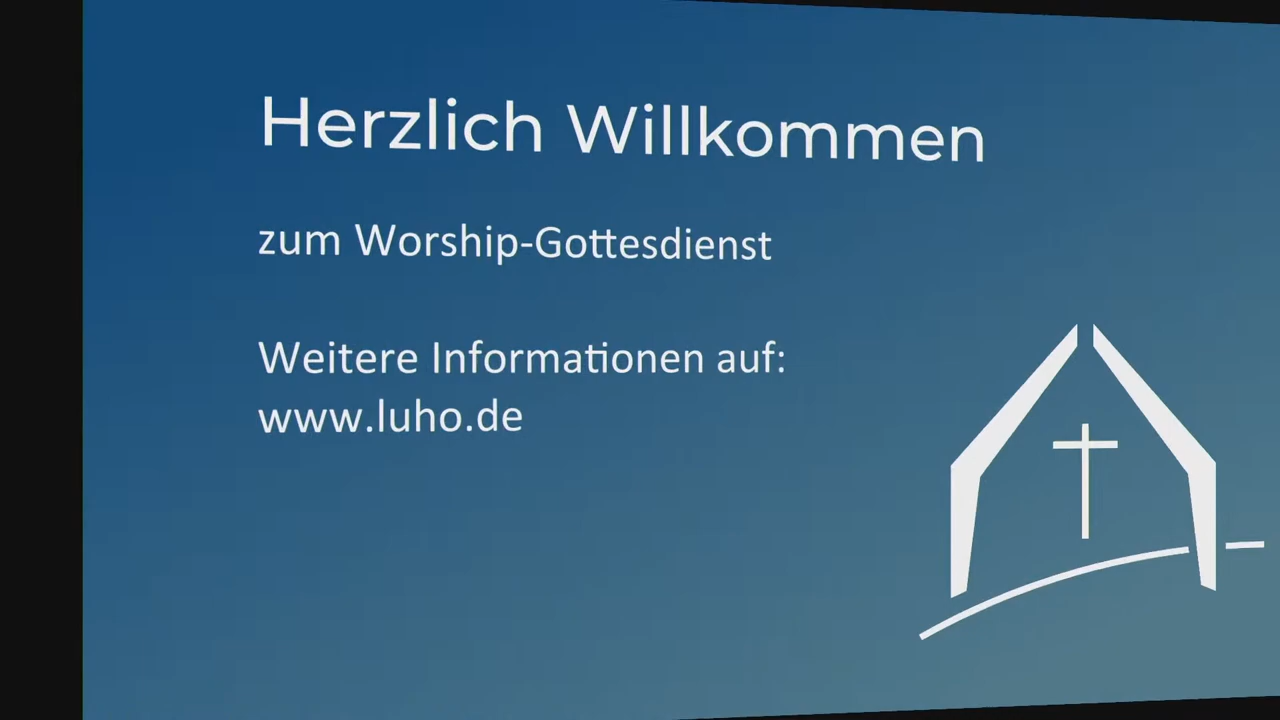 Herzlich Willkommen
zum Worship-Gottesdienst
Weitere Informationen auf:
www.luho.de